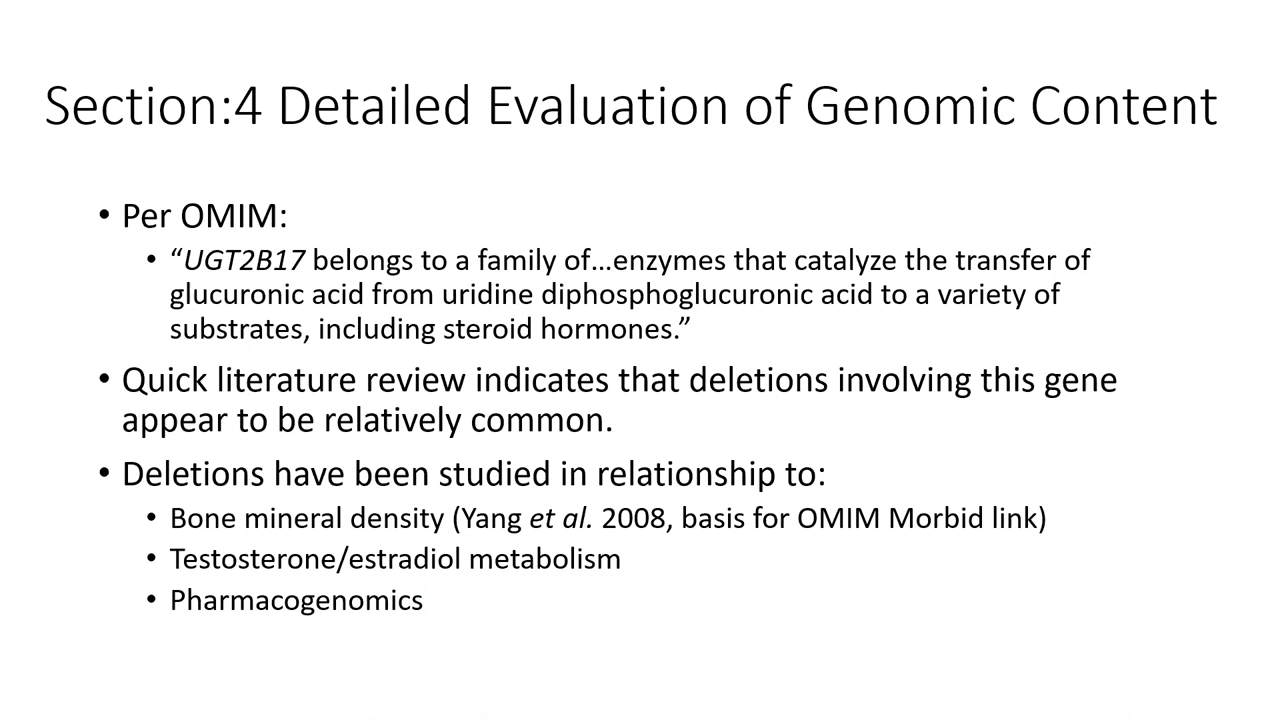 Section:4 Detailed Evaluation of Genomic Content
• Per OMIM:
• “UGT2B17 belongs to a family of…enzymes that catalyze the transfer of
glucuronic acid from uridine diphosphoglucuronic acid to a variety of
substrates, including steroid hormones.”
• Quick literature review indicates that deletions involving this gene
appear to be relatively common.
• Deletions have been studied in relationship to:
• Bone mineral density (Yang et al. 2008, basis for OMIM Morbid link)
• Testosterone/estradiol metabolism
• Pharmacogenomics